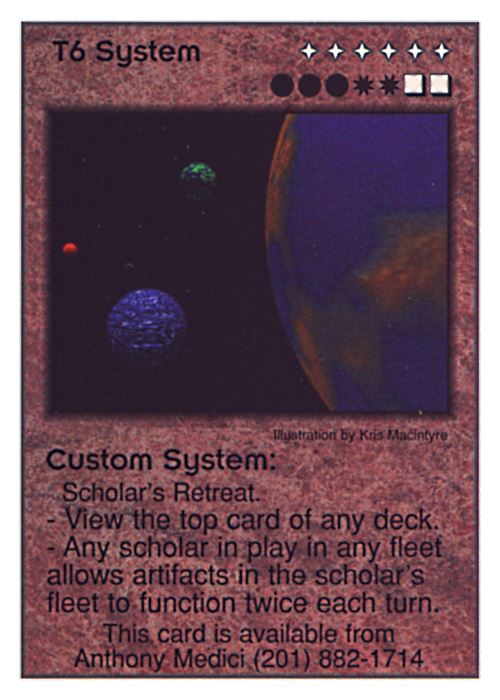 T6 System
Illustration by Kris MacIntyre
Custom System:
Scholar's Retreat.
- View the top card of any deck.
- Any scholar in play in any fleet
allows artifacts in the scholar's
fleet to function twice each turn.
This card is available from
Anthony Medici (201) 882-1714